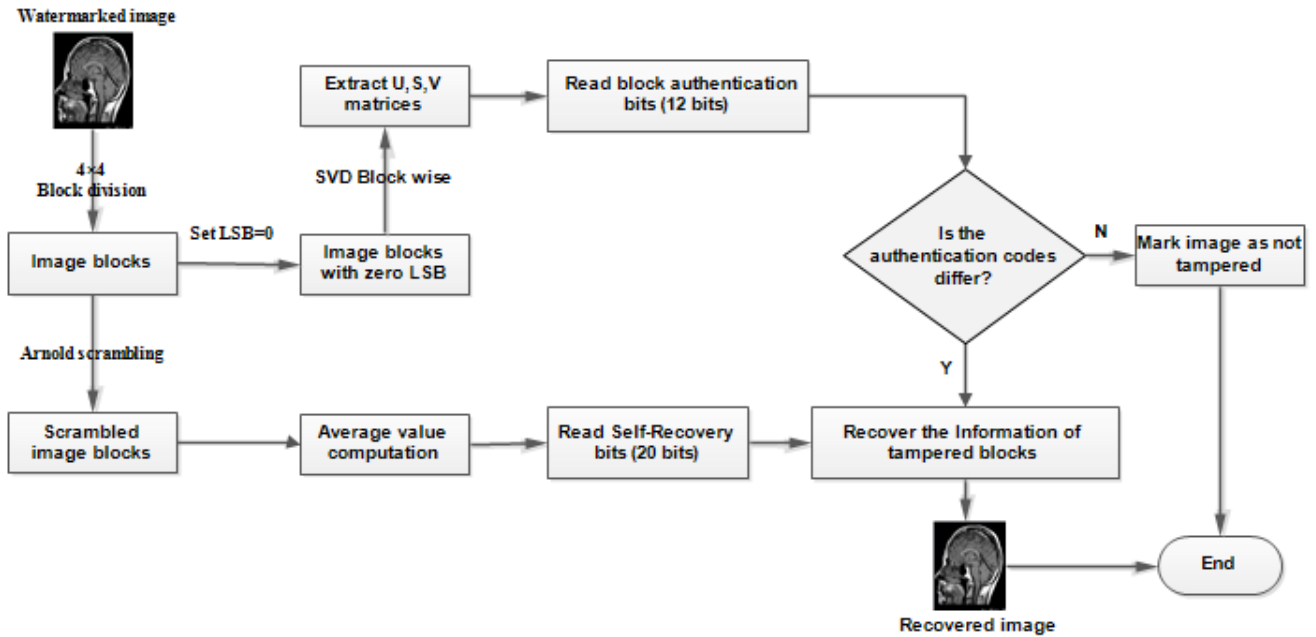 Watermarked image
4×4
Block division
Image blocks
Set LSB=0
Image blocks
with zero LSB
SVD Block wise
Extract U,S,V
matrices
Read block authentication
bits (12 bits)
Is the
authentication codes
differ?
N
Mark image as not
tampered
Y
Arnold scrambling
Scrambled
image blocks
Average value
computation
Read Self-Recovery
bits (20 bits)
Recover the Information of
tampered blocks
Recovered image
End